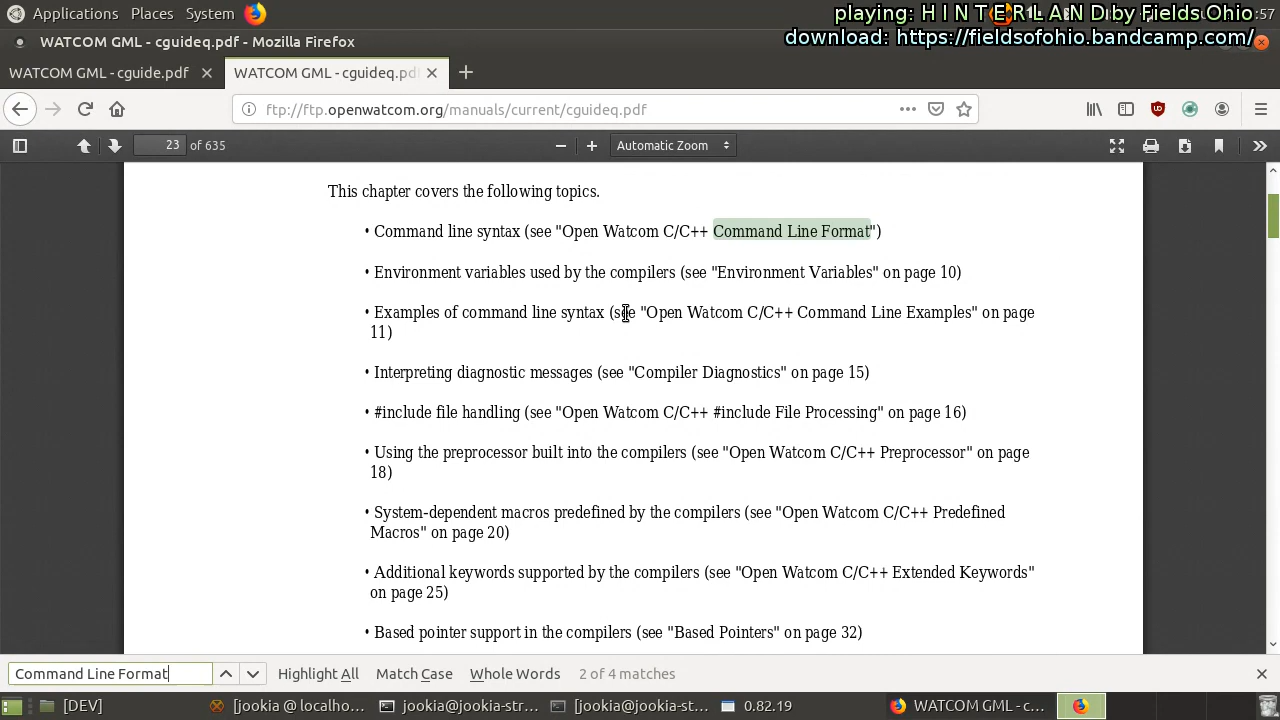 Applications Places System
playing: H I N T E R L A N D by Fields Ohio
:57
download: https://fieldsofohio.bandcamp.com/
WATCOM GML - cguideq.pdf - Mozilla Firefox
WATCOM GML - cguide.pdf
WATCOM GML - cguideq.pd
ftp://ftp.openwatcom.org/manuals/current/cguideq.pdf
23 of 635
Automatic Zoom
This chapter covers the following topics.
• Command line syntax (see "Open Watcom C/C++ Command Line Format")
• Environment variables used by the compilers (see "Environment Variables" on page 10)
• Examples of command line syntax (see "Open Watcom C/C++ Command Line Examples" on page
11)
• Interpreting diagnostic messages (see "Compiler Diagnostics" on page 15)
• #include file handling (see "Open Watcom C/C++ #include File Processing" on page 16)
• Using the preprocessor built into the compilers (see "Open Watcom C/C++ Preprocessor" on page
18)
• System-dependent macros predefined by the compilers (see "Open Watcom C/C++ Predefined
Macros" on page 20)
• Additional keywords supported by the compilers (see "Open Watcom C/C++ Extended Keywords"
on page 25)
• Based pointer support in the compilers (see "Based Pointers" on page 32)
Command Line Format
Highlight All
Match Case
Whole Words
2 of 4 matches
[DEV]
[jookia @ localho...
jookia@jookia-str...
[jookia@jookia-st...
0.82.19
WATCOM GML - c...